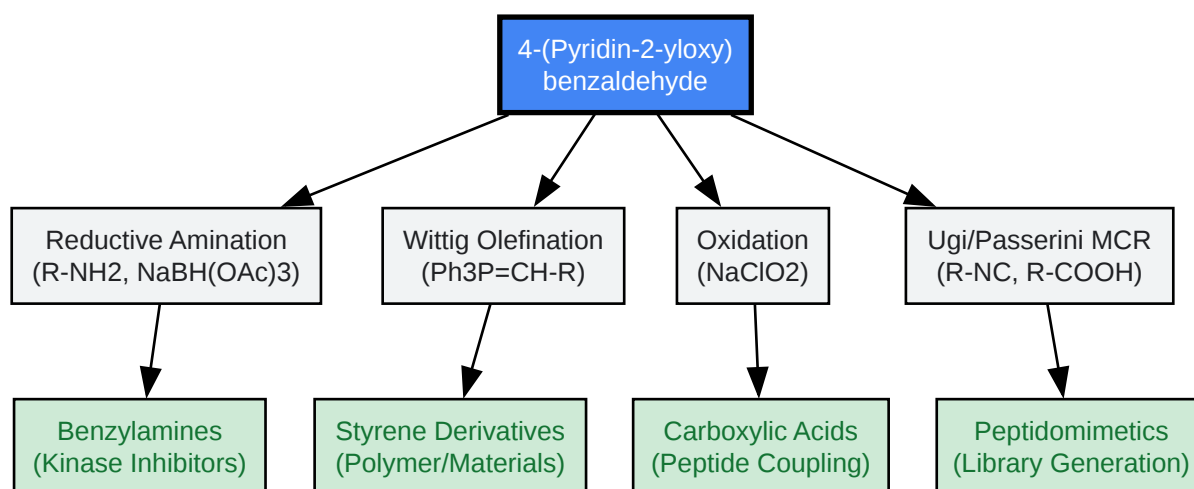 4-(Pyridin-2-yloxy)
benzaldehyde
Reductive Amination
(R-NH2, NaBH(OAc)3)
Wittig Olefination
(Ph3P=CH-R)
Oxidation
(NaClO2)
Ugi/Passerini MCR
(R-NC, R-COOH)
Benzylamines
(Kinase Inhibitors)
Styrene Derivatives
(Polymer/Materials)
Carboxylic Acids
(Peptide Coupling)
Peptidomimetics
(Library Generation)